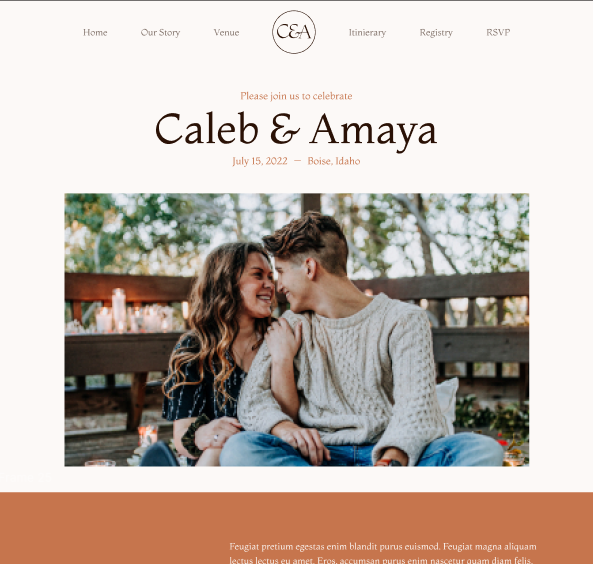 Home Our Story Venue C&A Itinierary Registry RSVP
Please join us to celebrate
Caleb & Amaya
July 15, 2022 — Boise, Idaho
Feugiat pretium egestas enim blandit purus euismod. Feugiat magna aliquam
lectus lectus eu amet. Eros, accumsan purus enim nascetur quam diam felis,